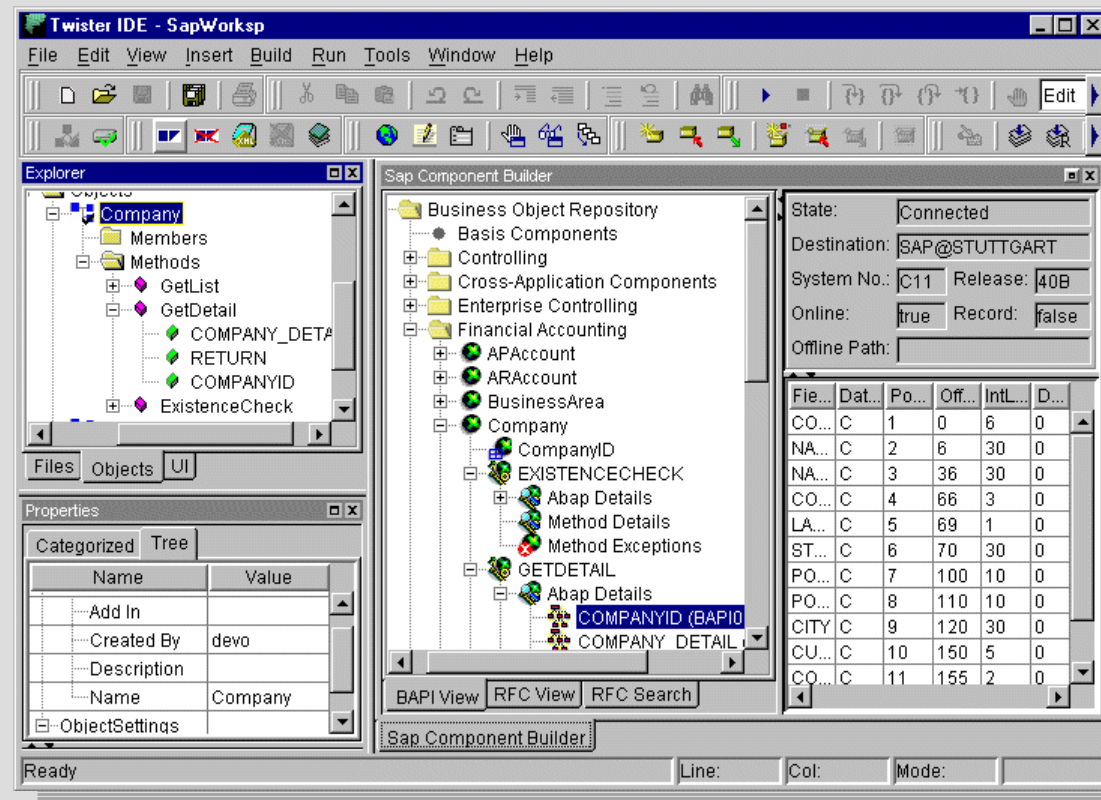 Twister IDE - SapWorksp
File Edit View Insert Build Run Tools Window Help
Edit
Explorer
Objects
Company
Members
Methods
GetList
GetDetail
COMPANY_DETA
RETURN
COMPANYID
ExistenceCheck
Files Objects UI
Properties
Categorized Tree
Name Value
Add In
Created By devo
Description
Name Company
ObjectSettings
Sap Component Builder
Business Object Repository
Basis Components
Controlling
Cross-Application Components
Enterprise Controlling
Financial Accounting
APAccount
ARAccount
BusinessArea
Company
CompanyID
EXISTENCECHECK
Abap Details
Method Details
Method Exceptions
GETDETAIL
Abap Details
COMPANYID (BAPI0
COMPANY_DETAIL
BAPI View RFC View RFC Search
State: Connected
Destination: SAP@STUTTGART
System No.: C11 Release: 40B
Online: true Record: false
Offline Path:
Fie... Dat... Po... Off... IntL... D...
CO... C 1 0 6 0
NA... C 2 6 30 0
NA... C 3 36 30 0
CO... C 4 66 3 0
LA... C 5 69 1 0
ST... C 6 70 30 0
PO... C 7 100 10 0
PO... C 8 110 10 0
CITY C 9 120 30 0
CU... C 10 150 5 0
CO... C 11 155 2 0
Sap Component Builder
Ready Line: Col: Mode: